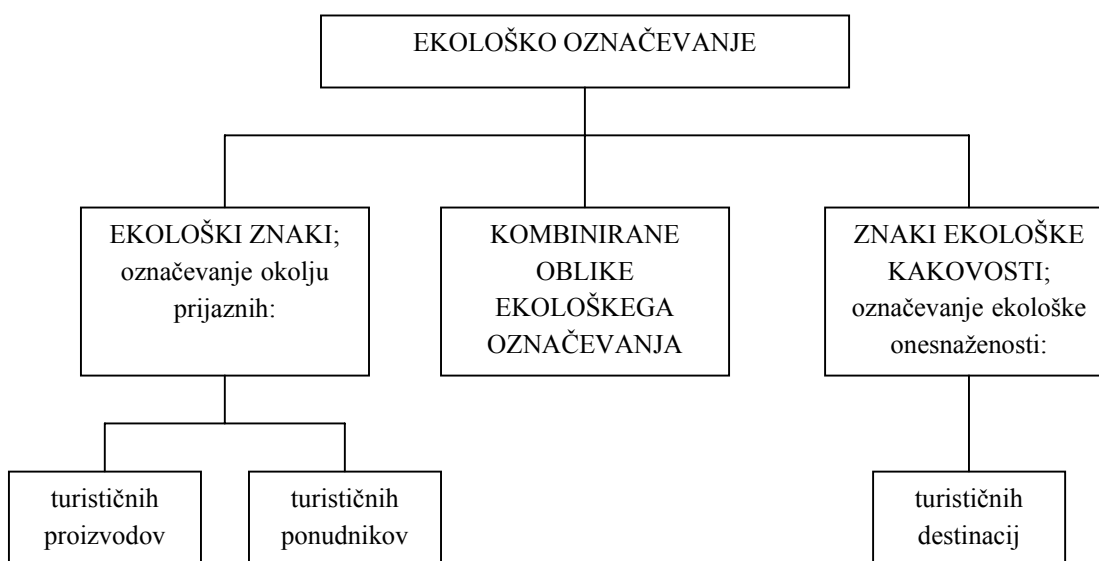 EKOLOŠKO OZNAČEVANJE
EKOLOŠKI ZNAKI;
označevanje okolju
prijaznih:
KOMBINIRANE
OBLIKE
EKOLOŠKEGA
OZNAČEVANJA
ZNAKI EKOLOŠKE
KAKOVOSTI;
označevanje ekološke
onesnaženosti:
turističnih
proizvodov
turističnih
ponudnikov
turističnih
destinacij